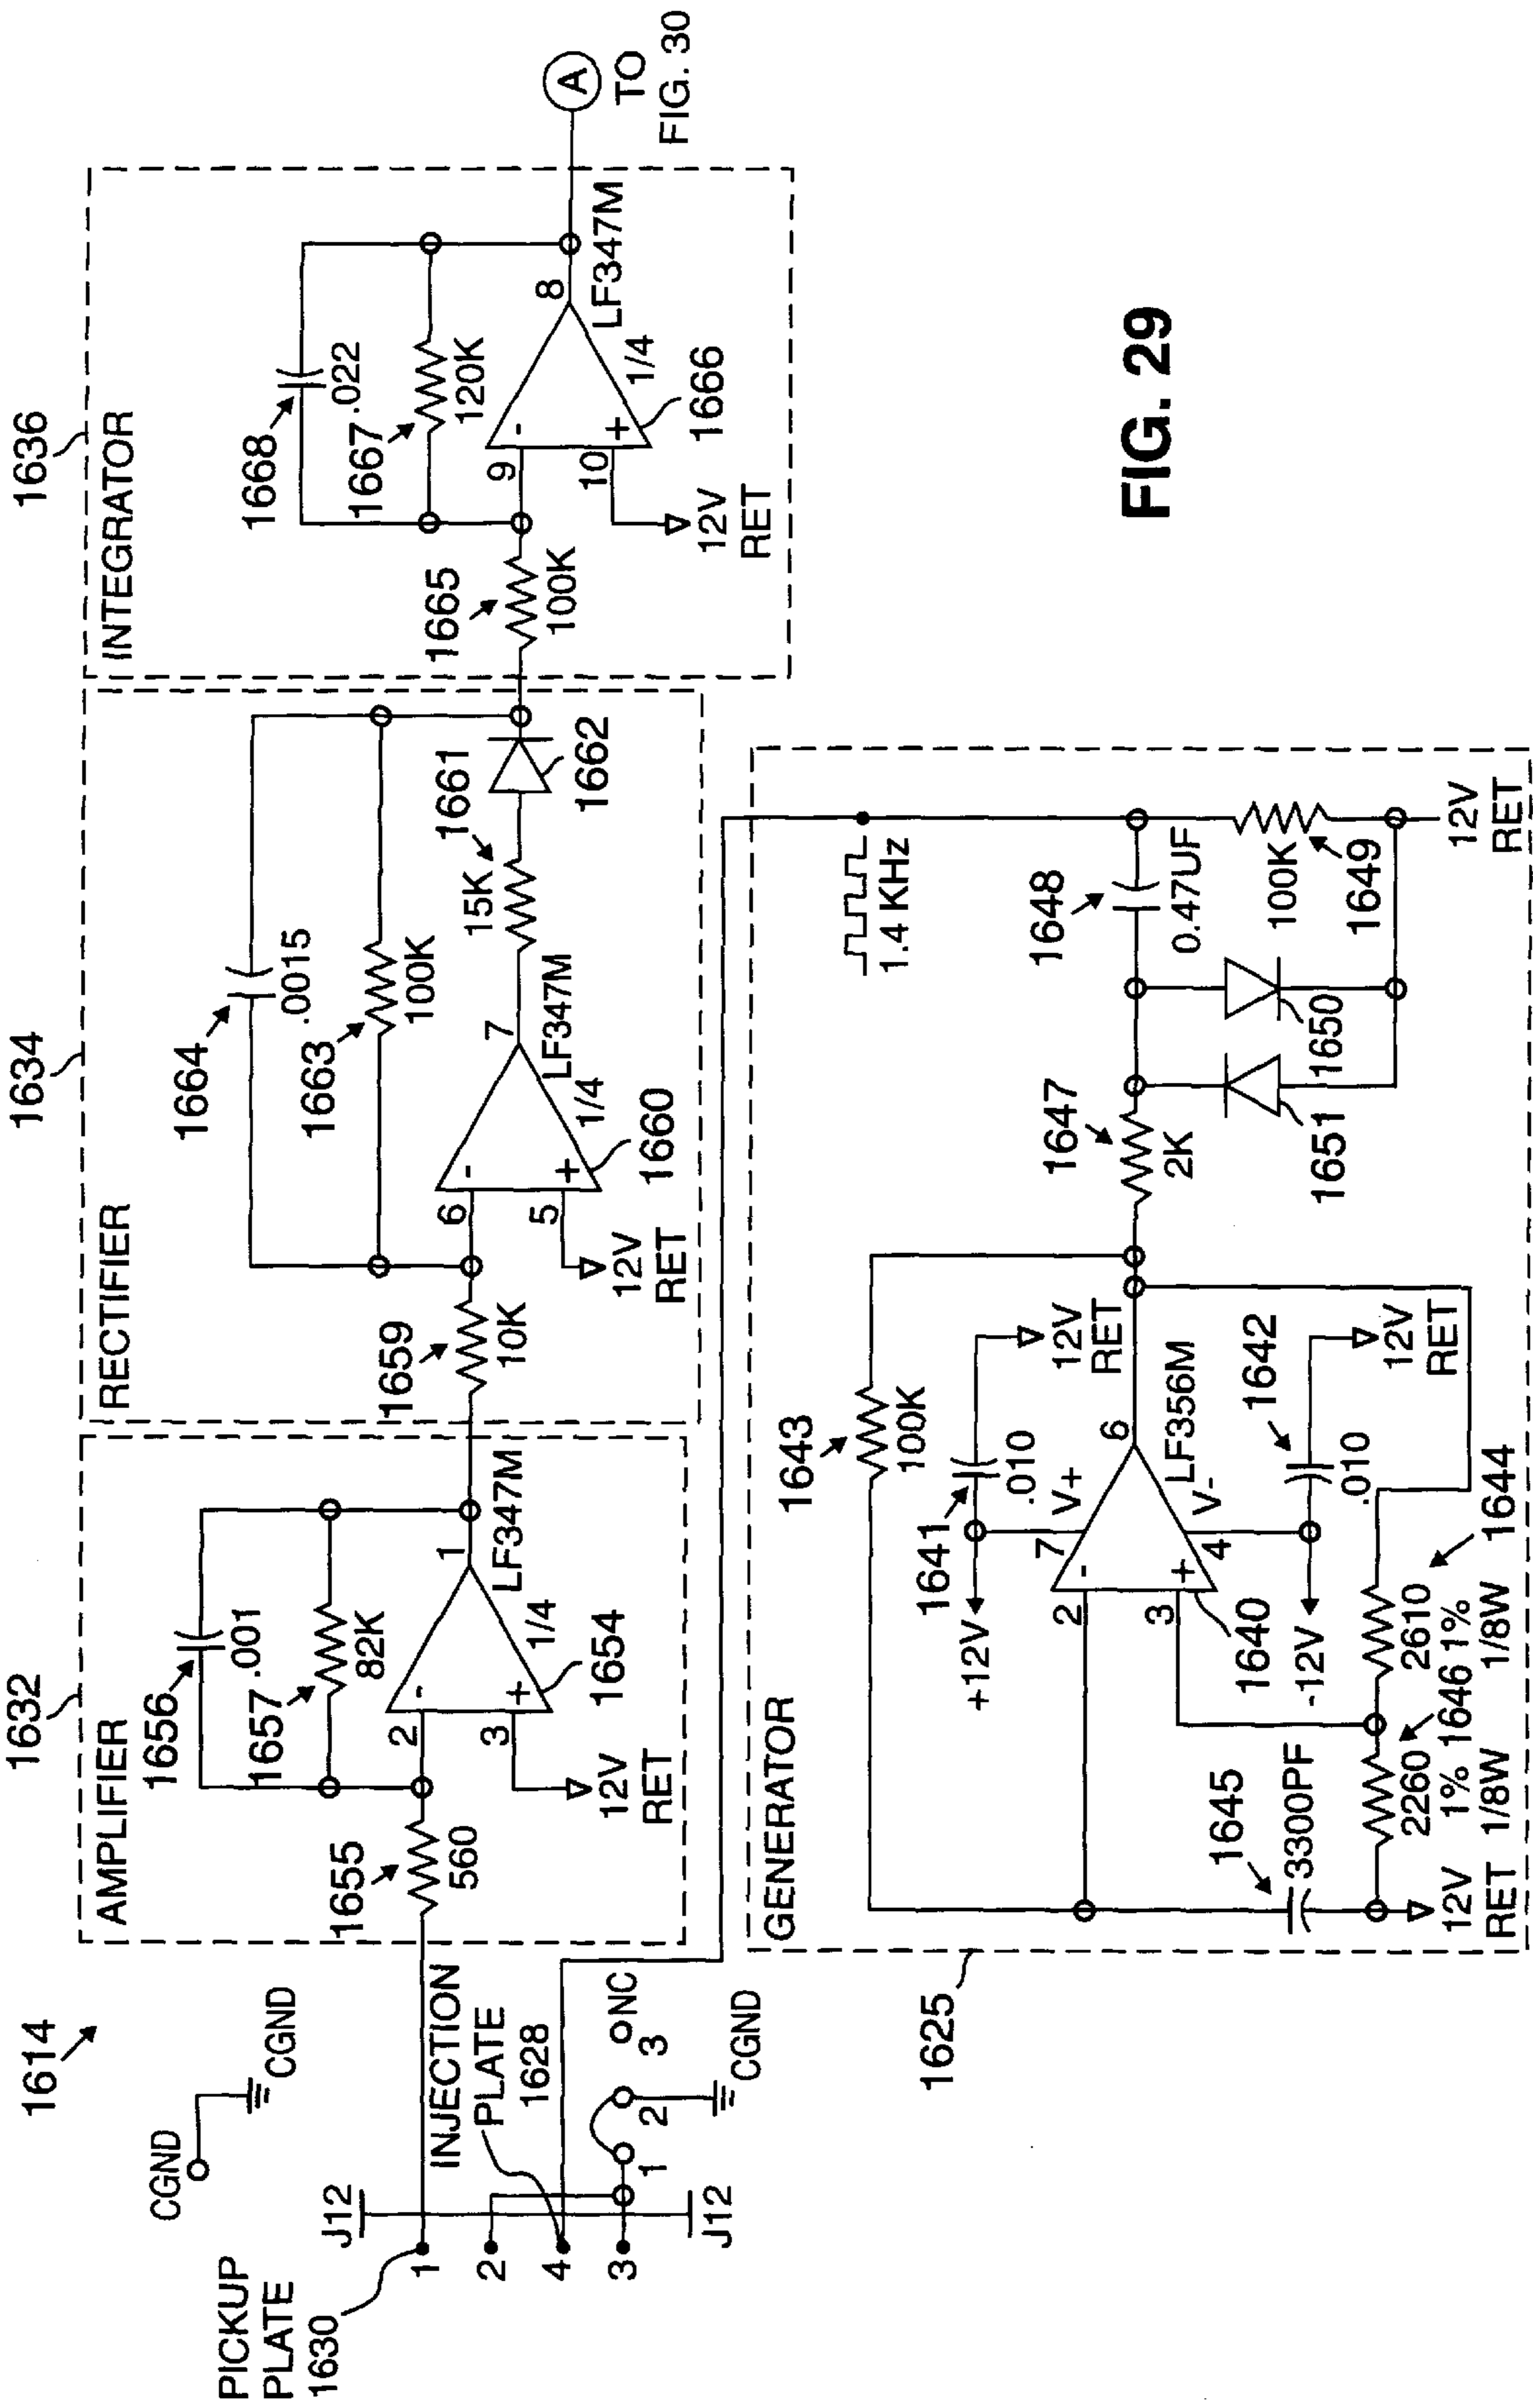 1614
CGND
CGND
PICKUP
PLATE
1630
J12
1
2
4
3
J12
INJECTION
PLATE
1628
1
2
3
NC
CGND
1632
AMPLIFIER
1655
560
1656
.001
1657
82K
2
3
-
+
1
LF347M
1/4
1654
12V
RET
1634
RECTIFIER
1659
10K
1664
.0015
1663
100K
6
5
-
+
7
LF347M
1/4
1660
12V
RET
15K
1661
1662
1636
INTEGRATOR
1665
100K
1668
.022
1667
120K
9
10
-
+
8
LF347M
1/4
1666
12V
RET
A
TO
FIG. 30
1625
GENERATOR
1643
100K
1641
.010
+12V
12V
RET
7
V+
2
3
-
+
6
LF356M
V-
4
1640
-12V
1642
.010
12V
RET
1645
3300PF
2260
1%
1/8W
1646
2610
1%
1/8W
1644
12V
RET
1647
2K
1651
1650
1648
0.47UF
1.4 KHz
100K
1649
12V
RET
FIG. 29